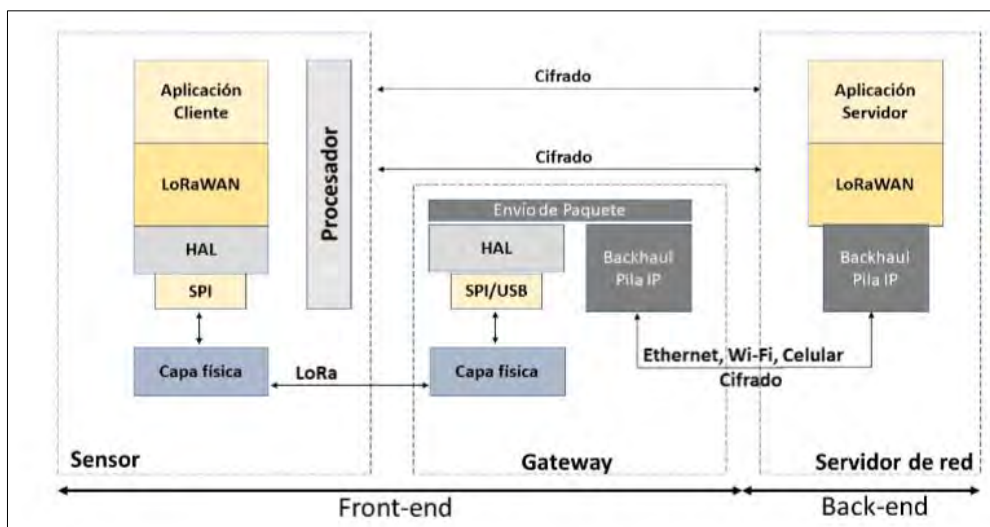 Aplicación
Cliente
LoRaWAN
HAL
SPI
Capa física
Procesador
Sensor
Cifrado
Cifrado
LoRa
Envío de Paquete
HAL
SPI/USB
Capa física
Backhaul
Pila IP
Gateway
Ethernet, Wi-Fi, Celular
Cifrado
Aplicación
Servidor
LoRaWAN
Backhaul
Pila IP
Servidor de red
Front-end
Back-end